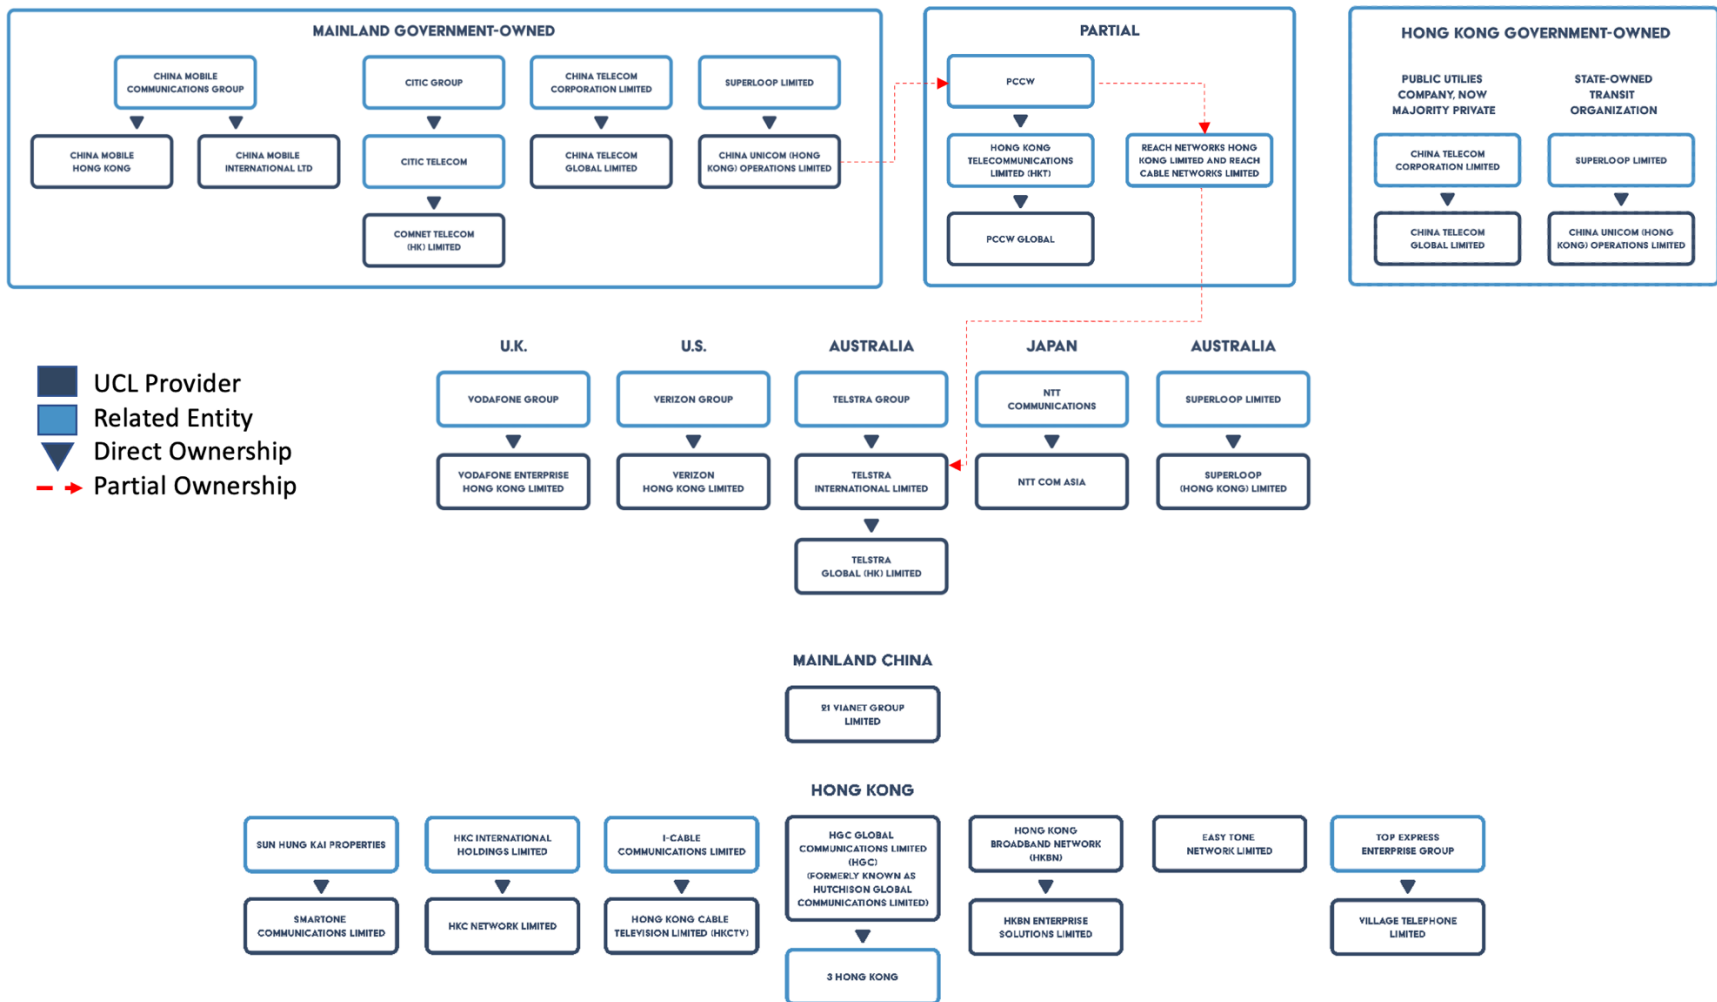 MAINLAND GOVERNMENT-OWNED
CHINA MOBILE
COMMUNICATIONS GROUP
CITIC GROUP
CHINA TELECOM
CORPORATION LIMITED
SUPERLOOP LIMITED
CHINA MOBILE
HONG KONG
CHINA MOBILE
INTERNATIONAL LTD
CITIC TELECOM
CHINA TELECOM
GLOBAL LIMITED
CHINA UNICOM (HONG
KONG) OPERATIONS LIMITED
COMNET TELECOM
(HK) LIMITED
PARTIAL
PCCW
HONG KONG
TELECOMMUNICATIONS
LIMITED (HKT)
REACH NETWORKS HONG
KONG LIMITED AND REACH
CABLE NETWORKS LIMITED
PCCW GLOBAL
HONG KONG GOVERNMENT-OWNED
PUBLIC UTILIES
COMPANY, NOW
MAJORITY PRIVATE
STATE-OWNED
TRANSIT
ORGANIZATION
CHINA TELECOM
CORPORATION LIMITED
SUPERLOOP LIMITED
CHINA TELECOM
GLOBAL LIMITED
CHINA UNICOM (HONG
KONG) OPERATIONS LIMITED
UCL Provider
Related Entity
Direct Ownership
Partial Ownership
U.K.
VODAFONE GROUP
VODAFONE ENTERPRISE
HONG KONG LIMITED
U.S.
VERIZON GROUP
VERIZON
HONG KONG LIMITED
AUSTRALIA
TELSTRA GROUP
TELSTRA
INTERNATIONAL LIMITED
TELSTRA
GLOBAL (HK) LIMITED
JAPAN
NTT
COMMUNICATIONS
NTT COM ASIA
AUSTRALIA
SUPERLOOP LIMITED
SUPERLOOP
(HONG KONG) LIMITED
MAINLAND CHINA
21 VIANET GROUP
LIMITED
HONG KONG
SUN HUNG KAI PROPERTIES
SMARTONE
COMMUNICATIONS LIMITED
HKC INTERNATIONAL
HOLDINGS LIMITED
HKC NETWORK LIMITED
I-CABLE
COMMUNICATIONS LIMITED
HONG KONG CABLE
TELEVISION LIMITED (HKCTV)
HGC GLOBAL
COMMUNICATIONS LIMITED
(HGC)
(FORMERLY KNOWN AS
HUTCHISON GLOBAL
COMMUNICATIONS LIMITED)
3 HONG KONG
HONG KONG
BROADBAND NETWORK
(HKBN)
HKBN ENTERPRISE
SOLUTIONS LIMITED
EASY TONE
NETWORK LIMITED
TOP EXPRESS
ENTERPRISE GROUP
VILLAGE TELEPHONE
LIMITED